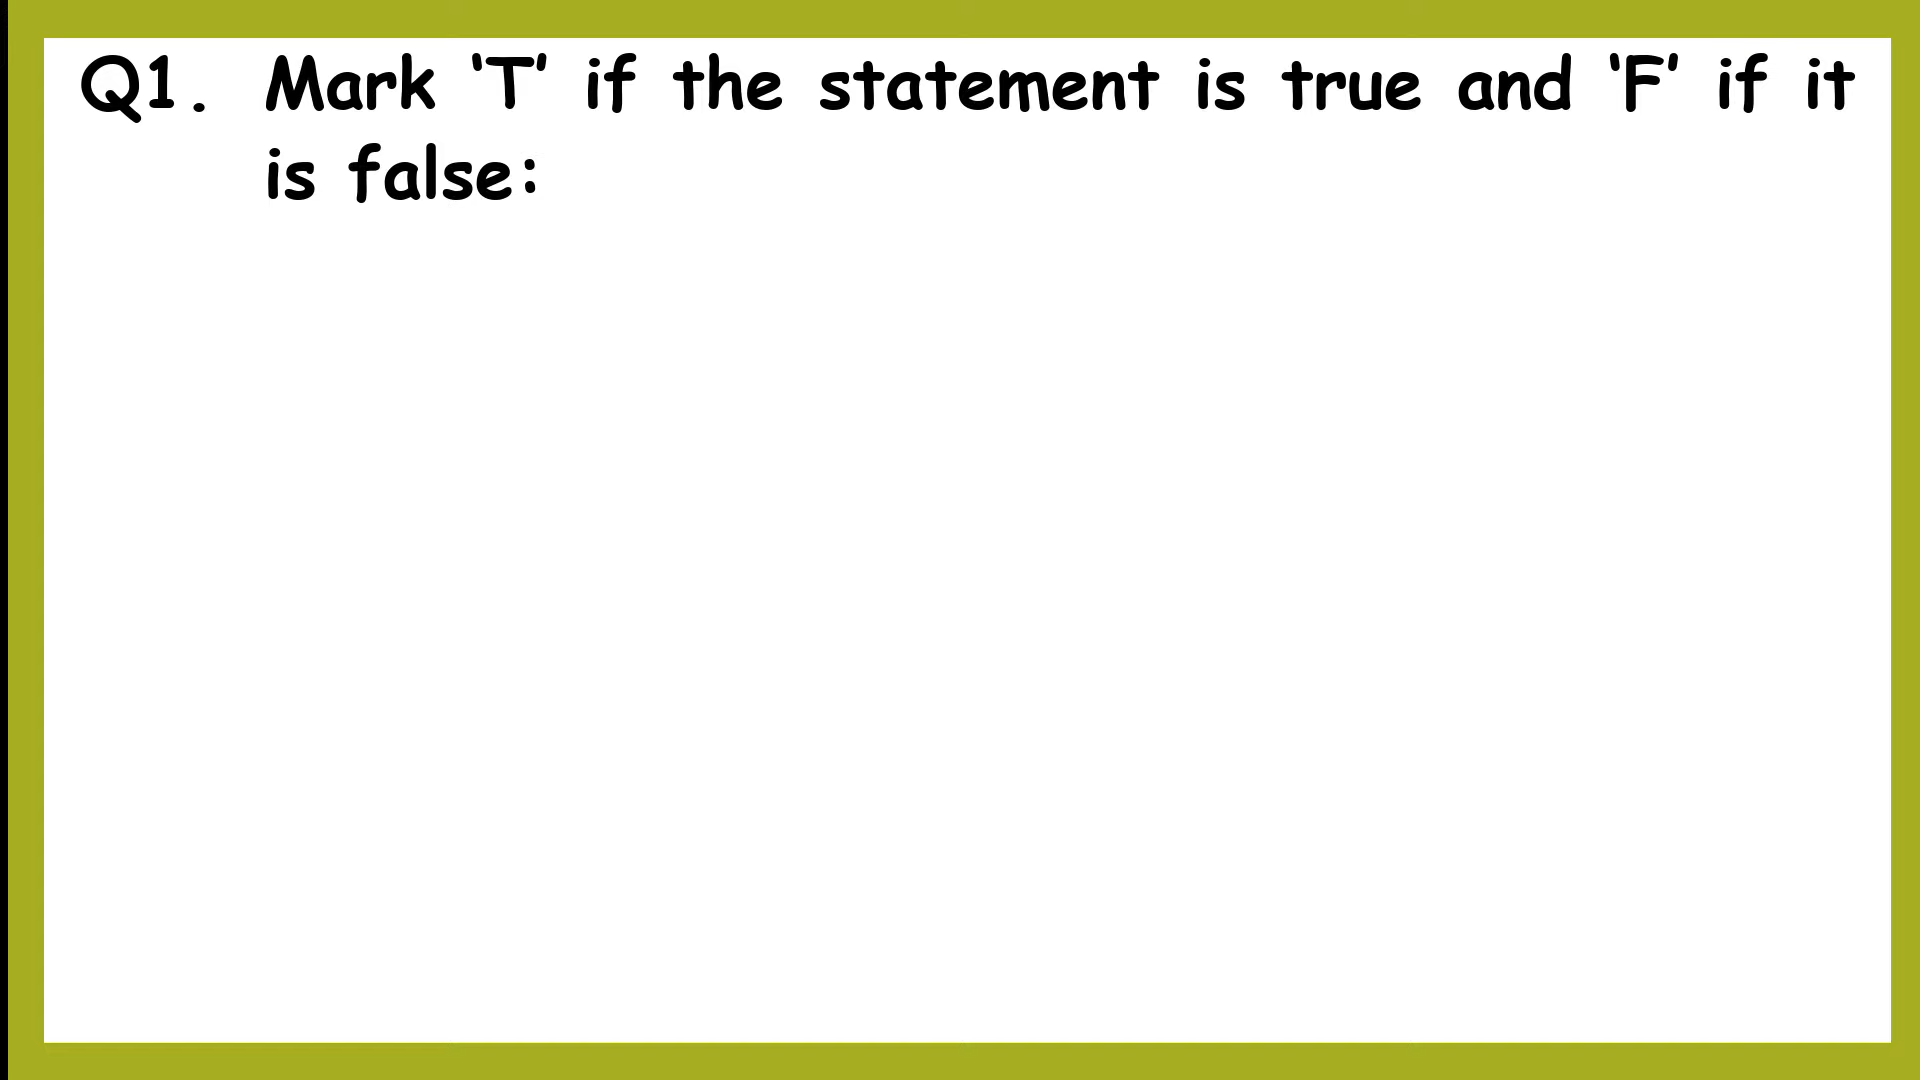 Q1. Mark ‘T’ if the statement is true and ‘F’ if it
is false: